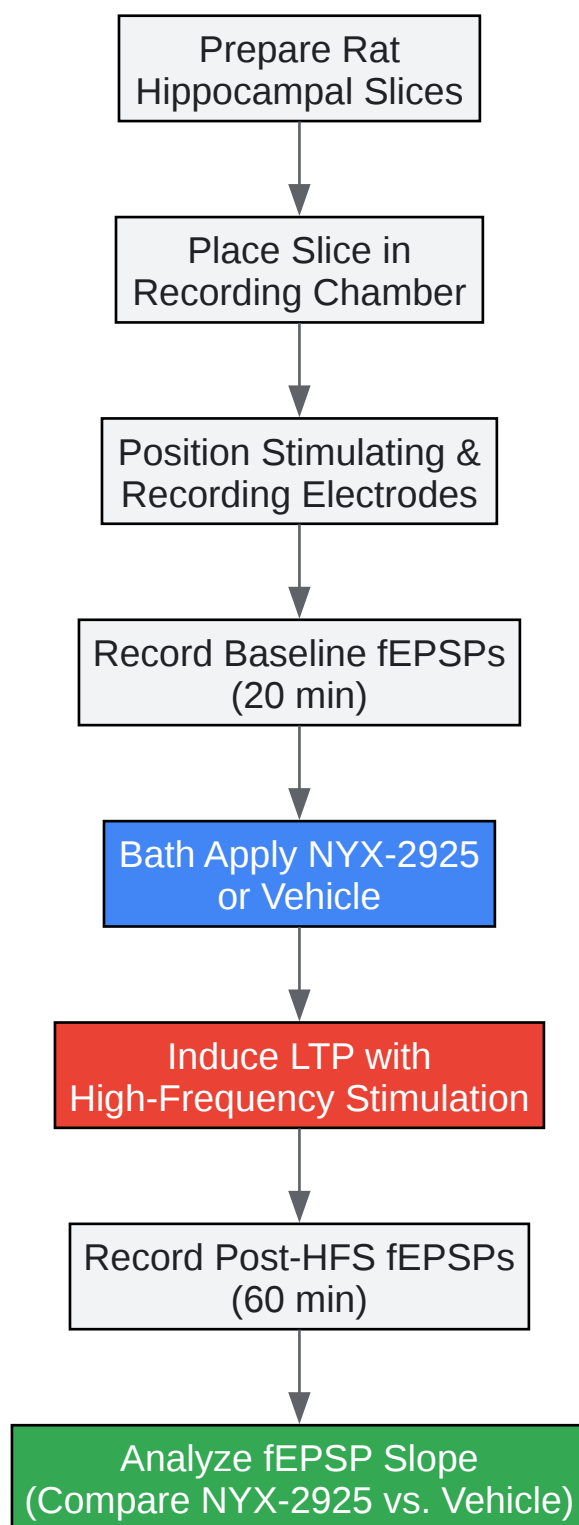 Prepare Rat
Hippocampal Slices
Place Slice in
Recording Chamber
Position Stimulating &
Recording Electrodes
Record Baseline fEPSPs
(20 min)
Bath Apply NYX-2925
or Vehicle
Induce LTP with
High-Frequency Stimulation
Record Post-HFS fEPSPs
(60 min)
Analyze fEPSP Slope
(Compare NYX-2925 vs. Vehicle)